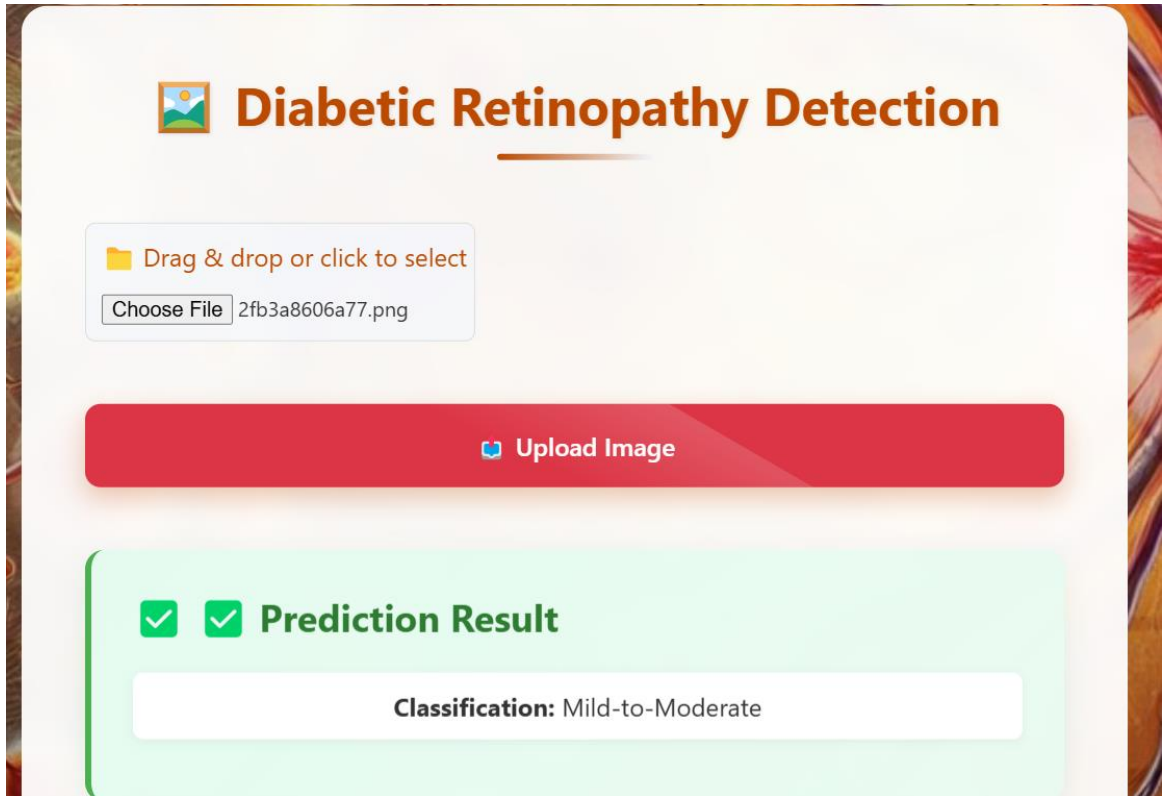 Diabetic Retinopathy Detection
Drag & drop or click to select
Choose File 2fb3a8606a77.png
Upload Image
Prediction Result
Classification: Mild-to-Moderate